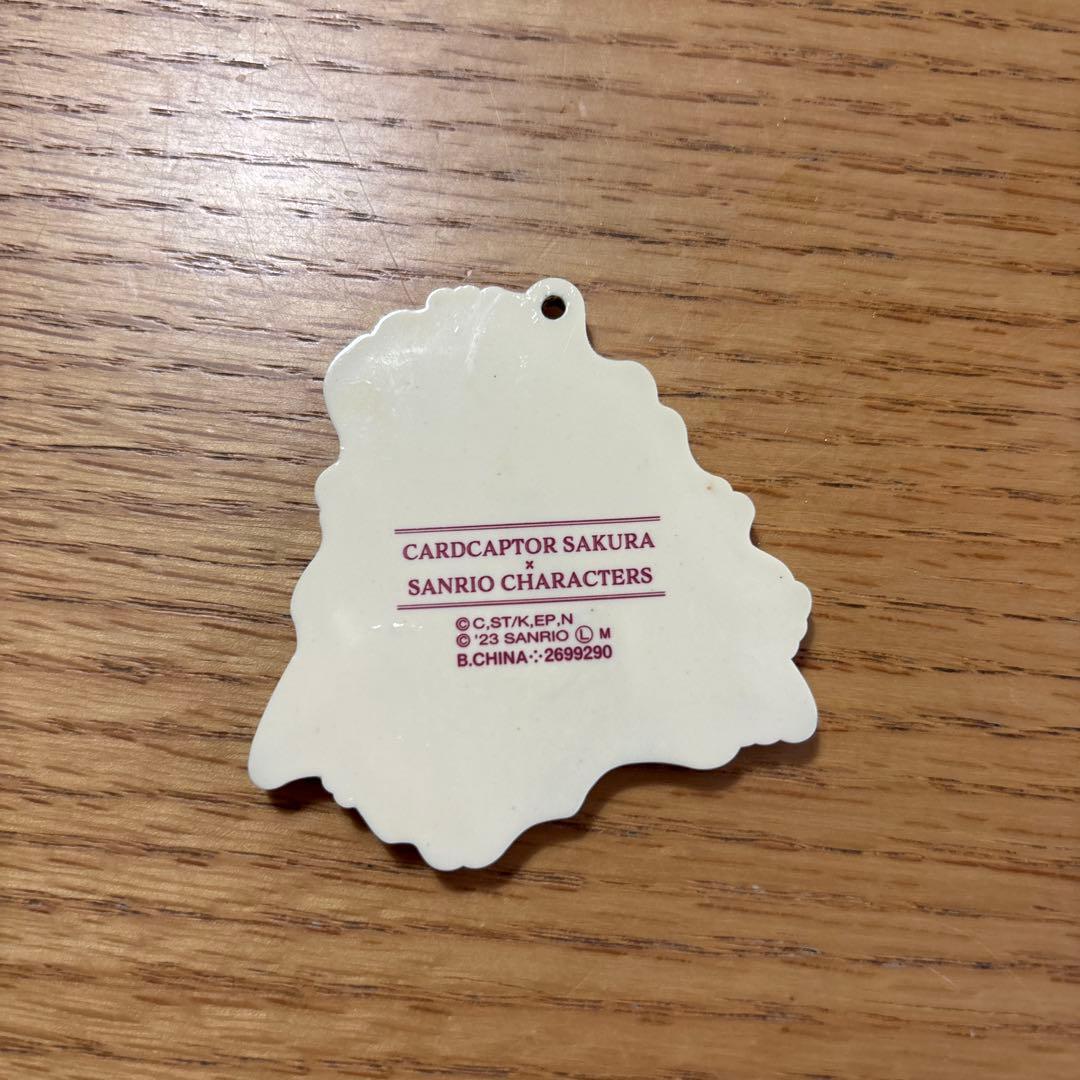 CARDCAPTOR SAKURA
×
SANRIO CHARACTERS
©C,ST/K,EP,N
©'23 SANRIO Ⓛ M
B.CHINA⁘2699290